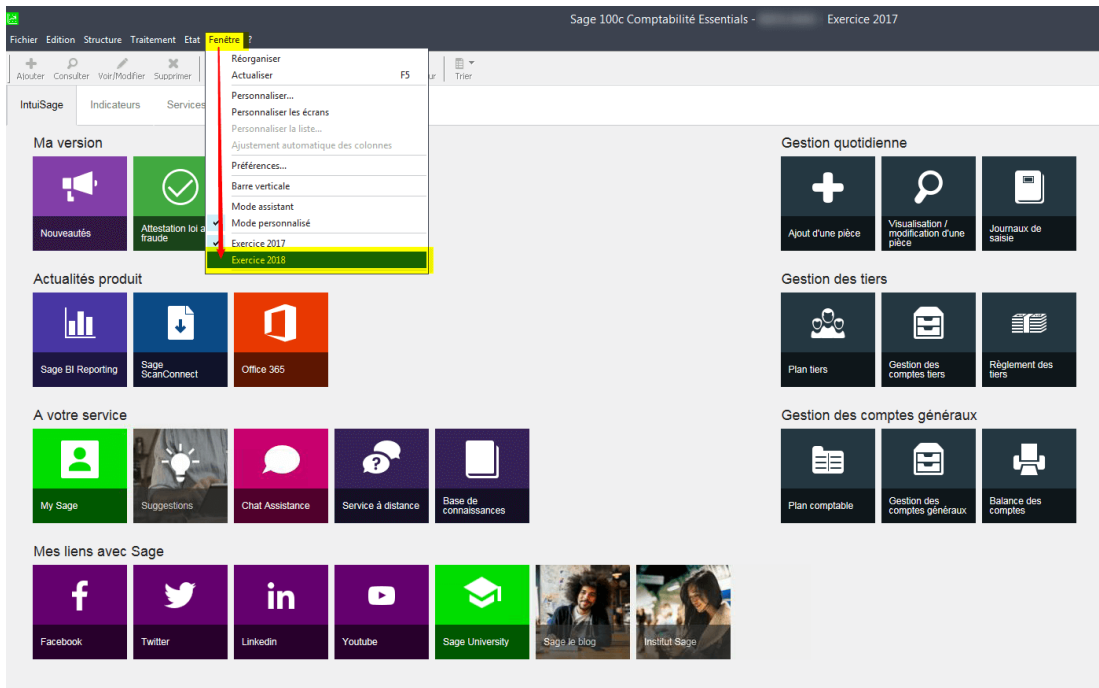 Sage 100c Comptabilité Essentials - Exercice 2017
Fichier Edition Structure Traitement Etat Fenêtre ?
Ajouter Consulter Voir/Modifier Supprimer Trier
Réorganiser
Actualiser F5
Personnaliser...
Personnaliser les écrans
Personnaliser la liste...
Ajustement automatique des colonnes
Préférences...
Barre verticale
Mode assistant
Mode personnalisé
Exercice 2017
Exercice 2018
IntuiSage Indicateurs Services
Ma version
Nouveautés
Attestation loi
fraude
Actualités produit
Sage BI Reporting
Sage
ScanConnect
Office 365
A votre service
My Sage
Suggestions
Chat Assistance
Service à distance
Base de
connaissances
Mes liens avec Sage
Facebook
Twitter
Linkedin
Youtube
Sage University
Sage le blog
Institut Sage
Gestion quotidienne
Ajout d'une pièce
Visualisation /
modification d'une
pièce
Journaux de
saisie
Gestion des tiers
Plan tiers
Gestion des
comptes tiers
Règlement des
tiers
Gestion des comptes généraux
Plan comptable
Gestion des
comptes généraux
Balance des
comptes